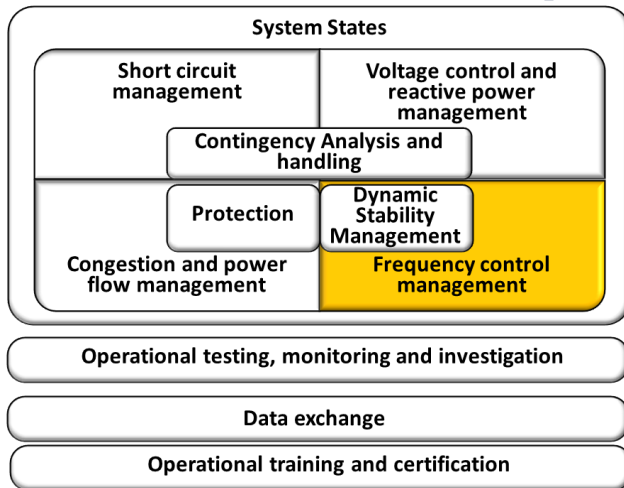 System States
Short circuit
management
Voltage control and
reactive power
management
Contingency Analysis and
handling
Protection
Dynamic
Stability
Management
Congestion and power
flow management
Frequency control
management
Operational testing, monitoring and investigation
Data exchange
Operational training and certification